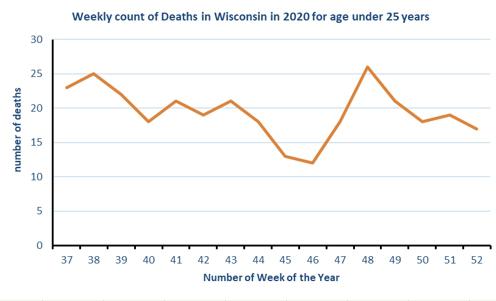 Weekly count of Deaths in Wisconsin in 2020 for age under 25 years
30
25
20
15
10
5
0
number of deaths
37 38 39 40 41 42 43 44 45 46 47 48 49 50 51 52
Number of Week of the Year